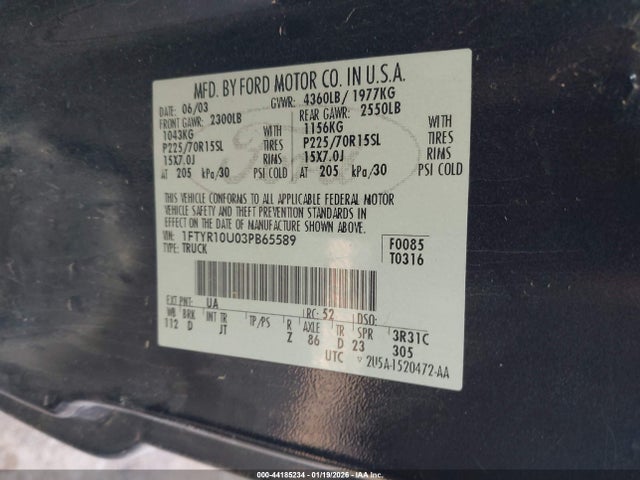 MFD. BY FORD MOTOR CO. IN U.S.A.
DATE: 06/03 GVWR: 4360LB/ 1977KG
FRONT GAWR: 2300LB REAR GAWR: 2550LB
1043KG WITH 1156KG WITH
P225/70R15SL TIRES P225/70R15SL TIRES
15X7.0J RIMS 15X7.0J RIMS
AT 205 kPa/30 PSI COLD AT 205 kPa/30 PSI COLD
THIS VEHICLE CONFORMS TO ALL APPLICABLE FEDERAL MOTOR
VEHICLE SAFETY AND THEFT PREVENTION STANDARDS IN
EFFECT ON THE DATE OF MANUFACTURE SHOWN ABOVE.
VIN: 1FTYR10U03PB65589 F0085
TYPE: TRUCK T0316
Ford
EXT PNT: UA RC: 52 DSO:
WB BRK INT TR TP/PS R AXLE TR SPR 3R31C
112 D JT Z 86 D 23 305
UTC ▽ 2U5A-1520472-AA
000-44185234 | 01/19/2026 - IAA Inc.